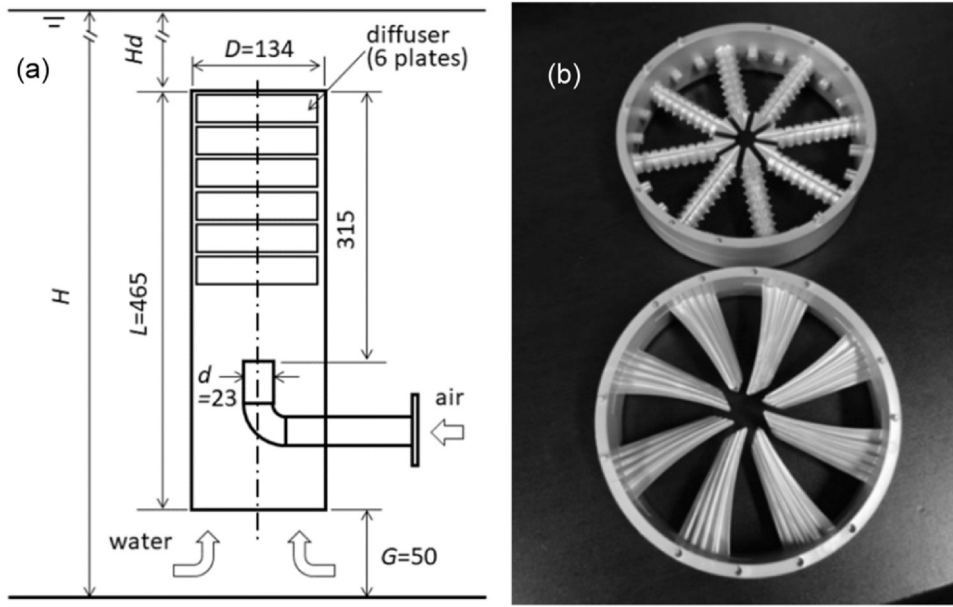 (a)
Hd
D=134
diffuser
(6 plates)
(b)
315
H
L=465
d
=23
air
water
G=50